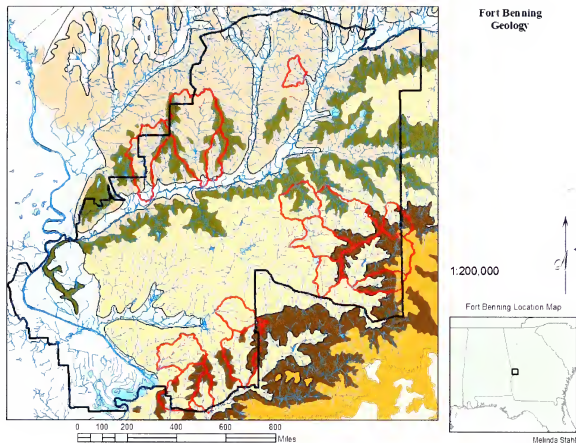 Fort Benning
Geology
1:200,000
Fort Benning Location Map
Melinda Stahl
0 100 200 400 600 800
Miles